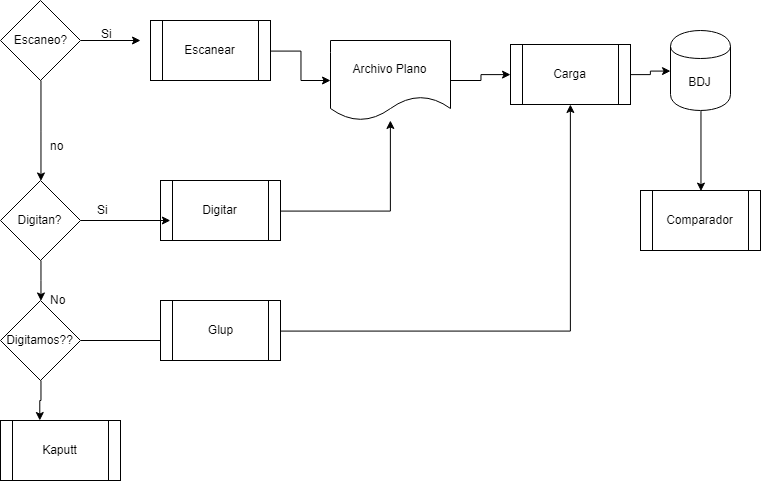 Escaneo?
Si
Escanear
Archivo Plano
Carga
BDJ
no
Digitan?
Si
Digitar
Comparador
No
Digitamos??
Glup
Kaputt